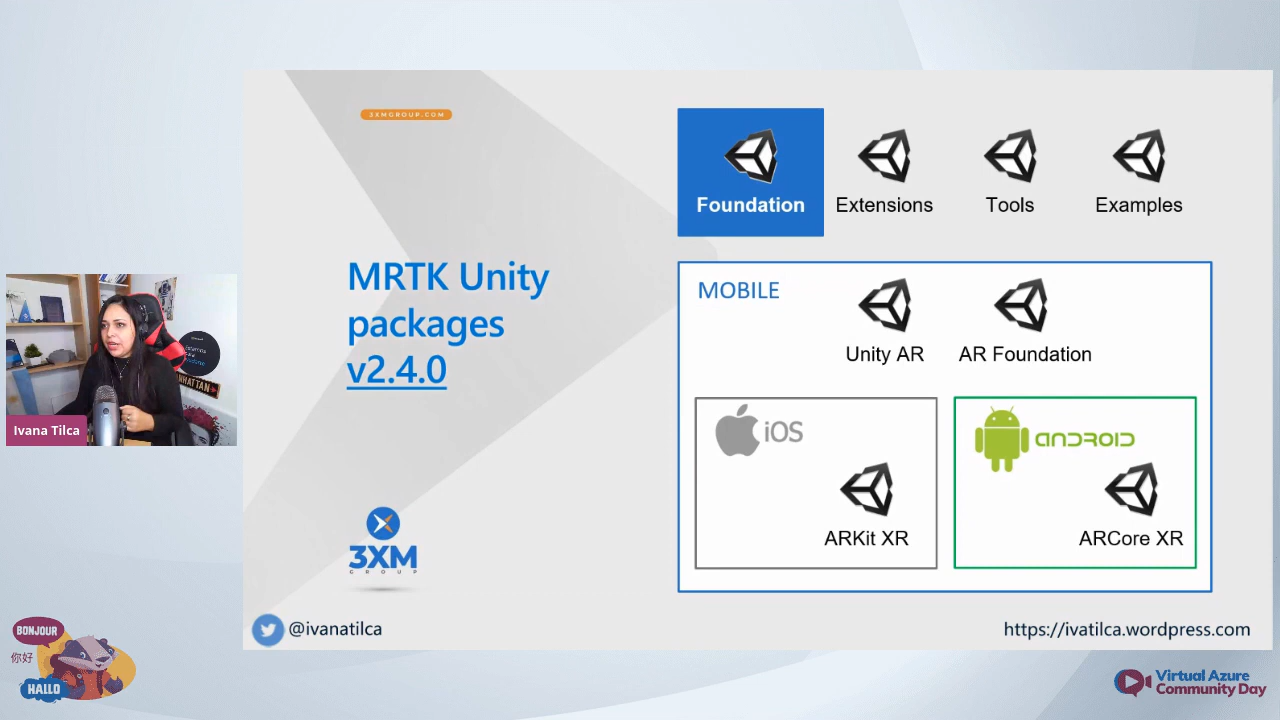 3XMGROUP.COM
Foundation
Extensions
Tools
Examples
MRTK Unity
packages
v2.4.0
MOBILE
Unity AR
AR Foundation
iOS
ANDROID
ARKit XR
ARCore XR
3XM
GROUP
@ivanatilca
https://ivatilca.wordpress.com
Ivana Tilca
BONJOUR
你好
HALLO
Virtual Azure
Community Day